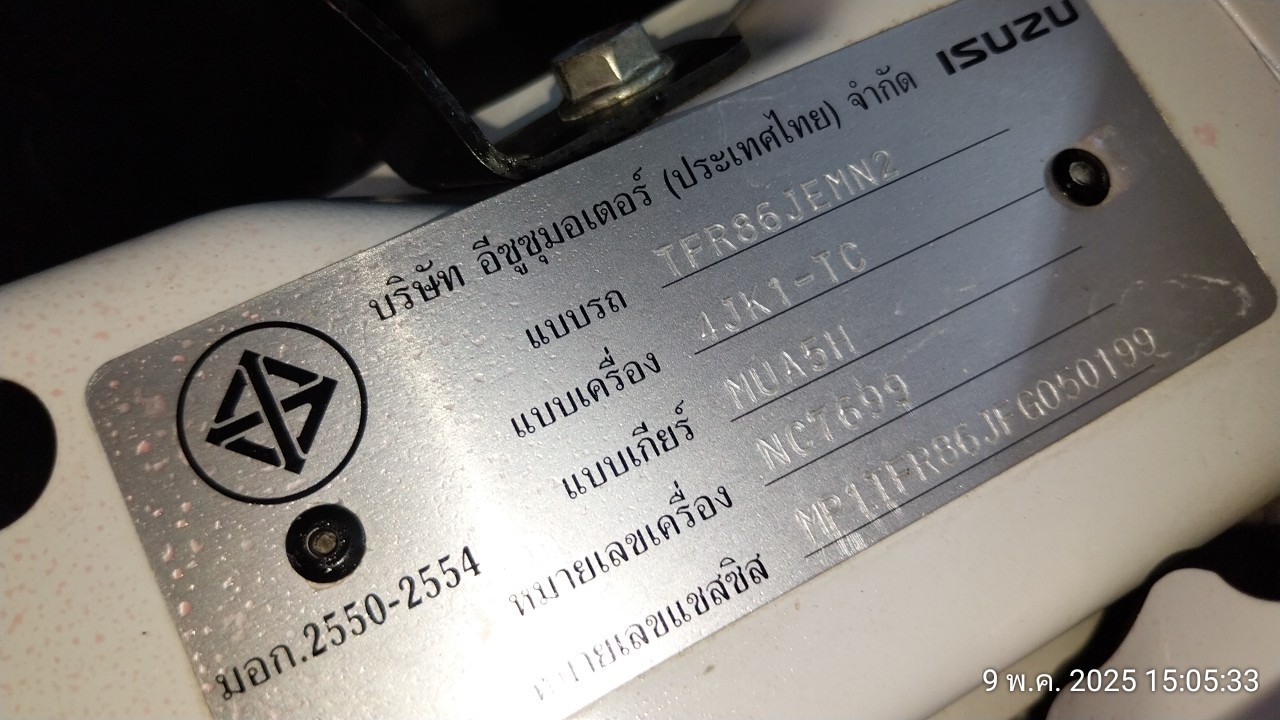 ISUZU
บริษัท อีซูซุมอเตอร์ (ประเทศไทย) จำกัด
แบบรถ TFR86JEMN2
แบบเครื่อง 4JK1-TC
แบบเกียร์ MUA5H
หมายเลขเครื่อง NC7699
หมายเลขแชสซิส MP1TFR86JFG050199
มอก.2550-2554
9 พ.ค. 2025 15:05:33